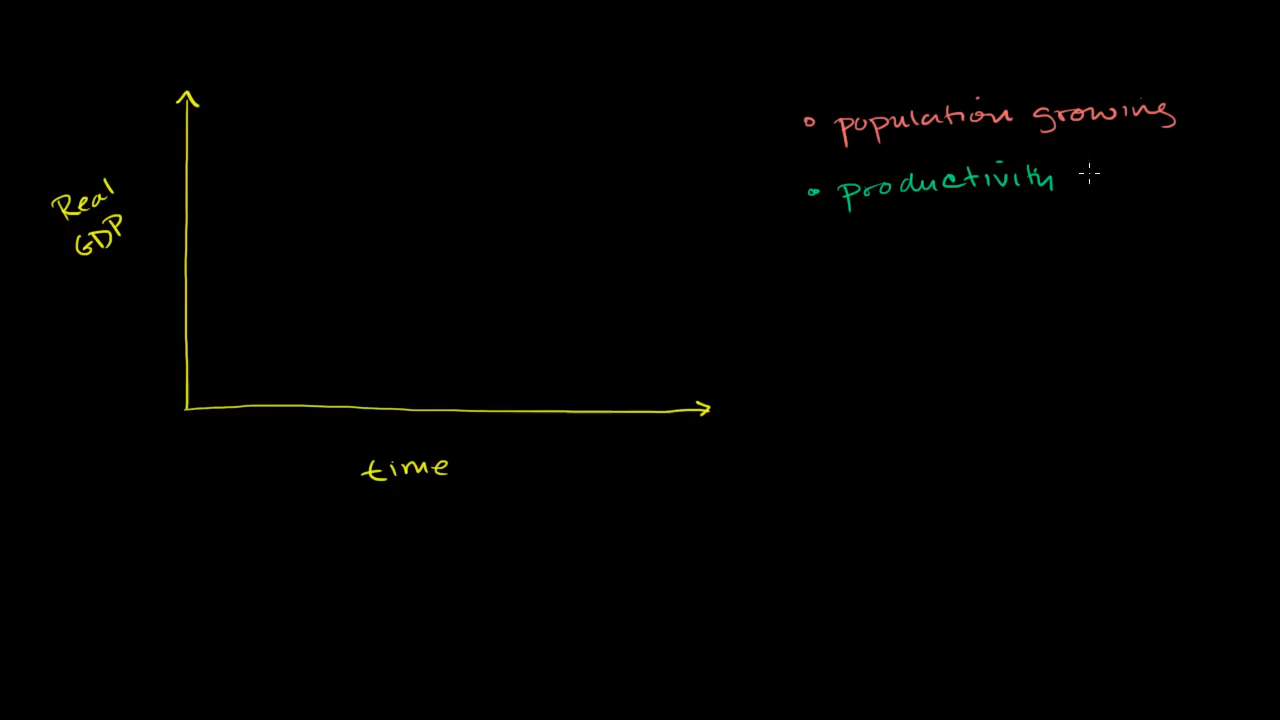 Real
GDP
time
• population growing
• productivity